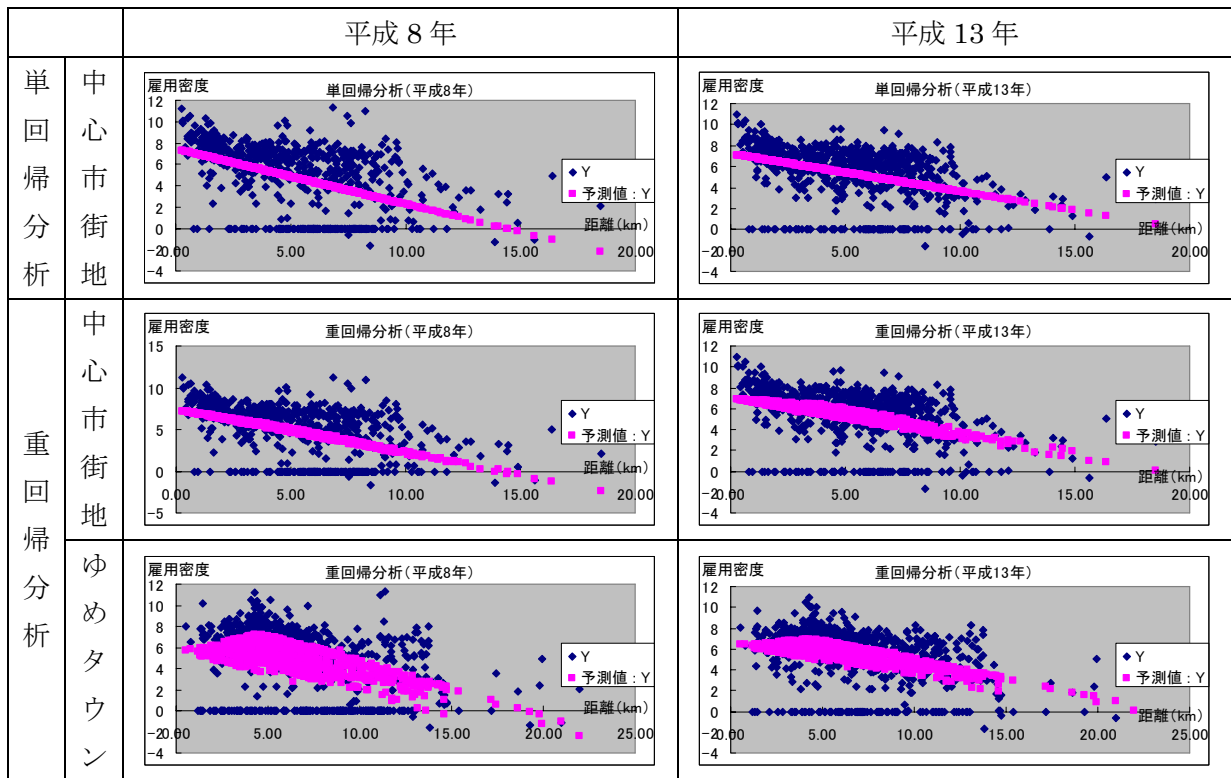 平成 8 年
平成 13 年
単回帰分析
中心市街地
雇用密度
単回帰分析(平成8年)
12
10
8
6
4
2
0
-2
-4
0.00
5.00
10.00
15.00
20.00
距離(km)
Y
予測値:Y
雇用密度
単回帰分析(平成13年)
12
10
8
6
4
2
0
-2
-4
0.00
5.00
10.00
15.00
20.00
距離(km)
Y
予測値:Y
重回帰分析
中心市街地
雇用密度
重回帰分析(平成8年)
15
10
5
0
-5
0.00
5.00
10.00
15.00
20.00
距離(km)
Y
予測値:Y
雇用密度
重回帰分析(平成13年)
12
10
8
6
4
2
0
-2
-4
0.00
5.00
10.00
15.00
20.00
距離(km)
Y
予測値:Y
ゆめタウン
雇用密度
重回帰分析(平成8年)
12
10
8
6
4
2
0
-2
-4
0.00
5.00
10.00
15.00
20.00
25.00
距離(km)
Y
予測値:Y
雇用密度
重回帰分析(平成13年)
12
10
8
6
4
2
0
-2
-4
0.00
5.00
10.00
15.00
20.00
25.00
距離(km)
Y
予測値:Y